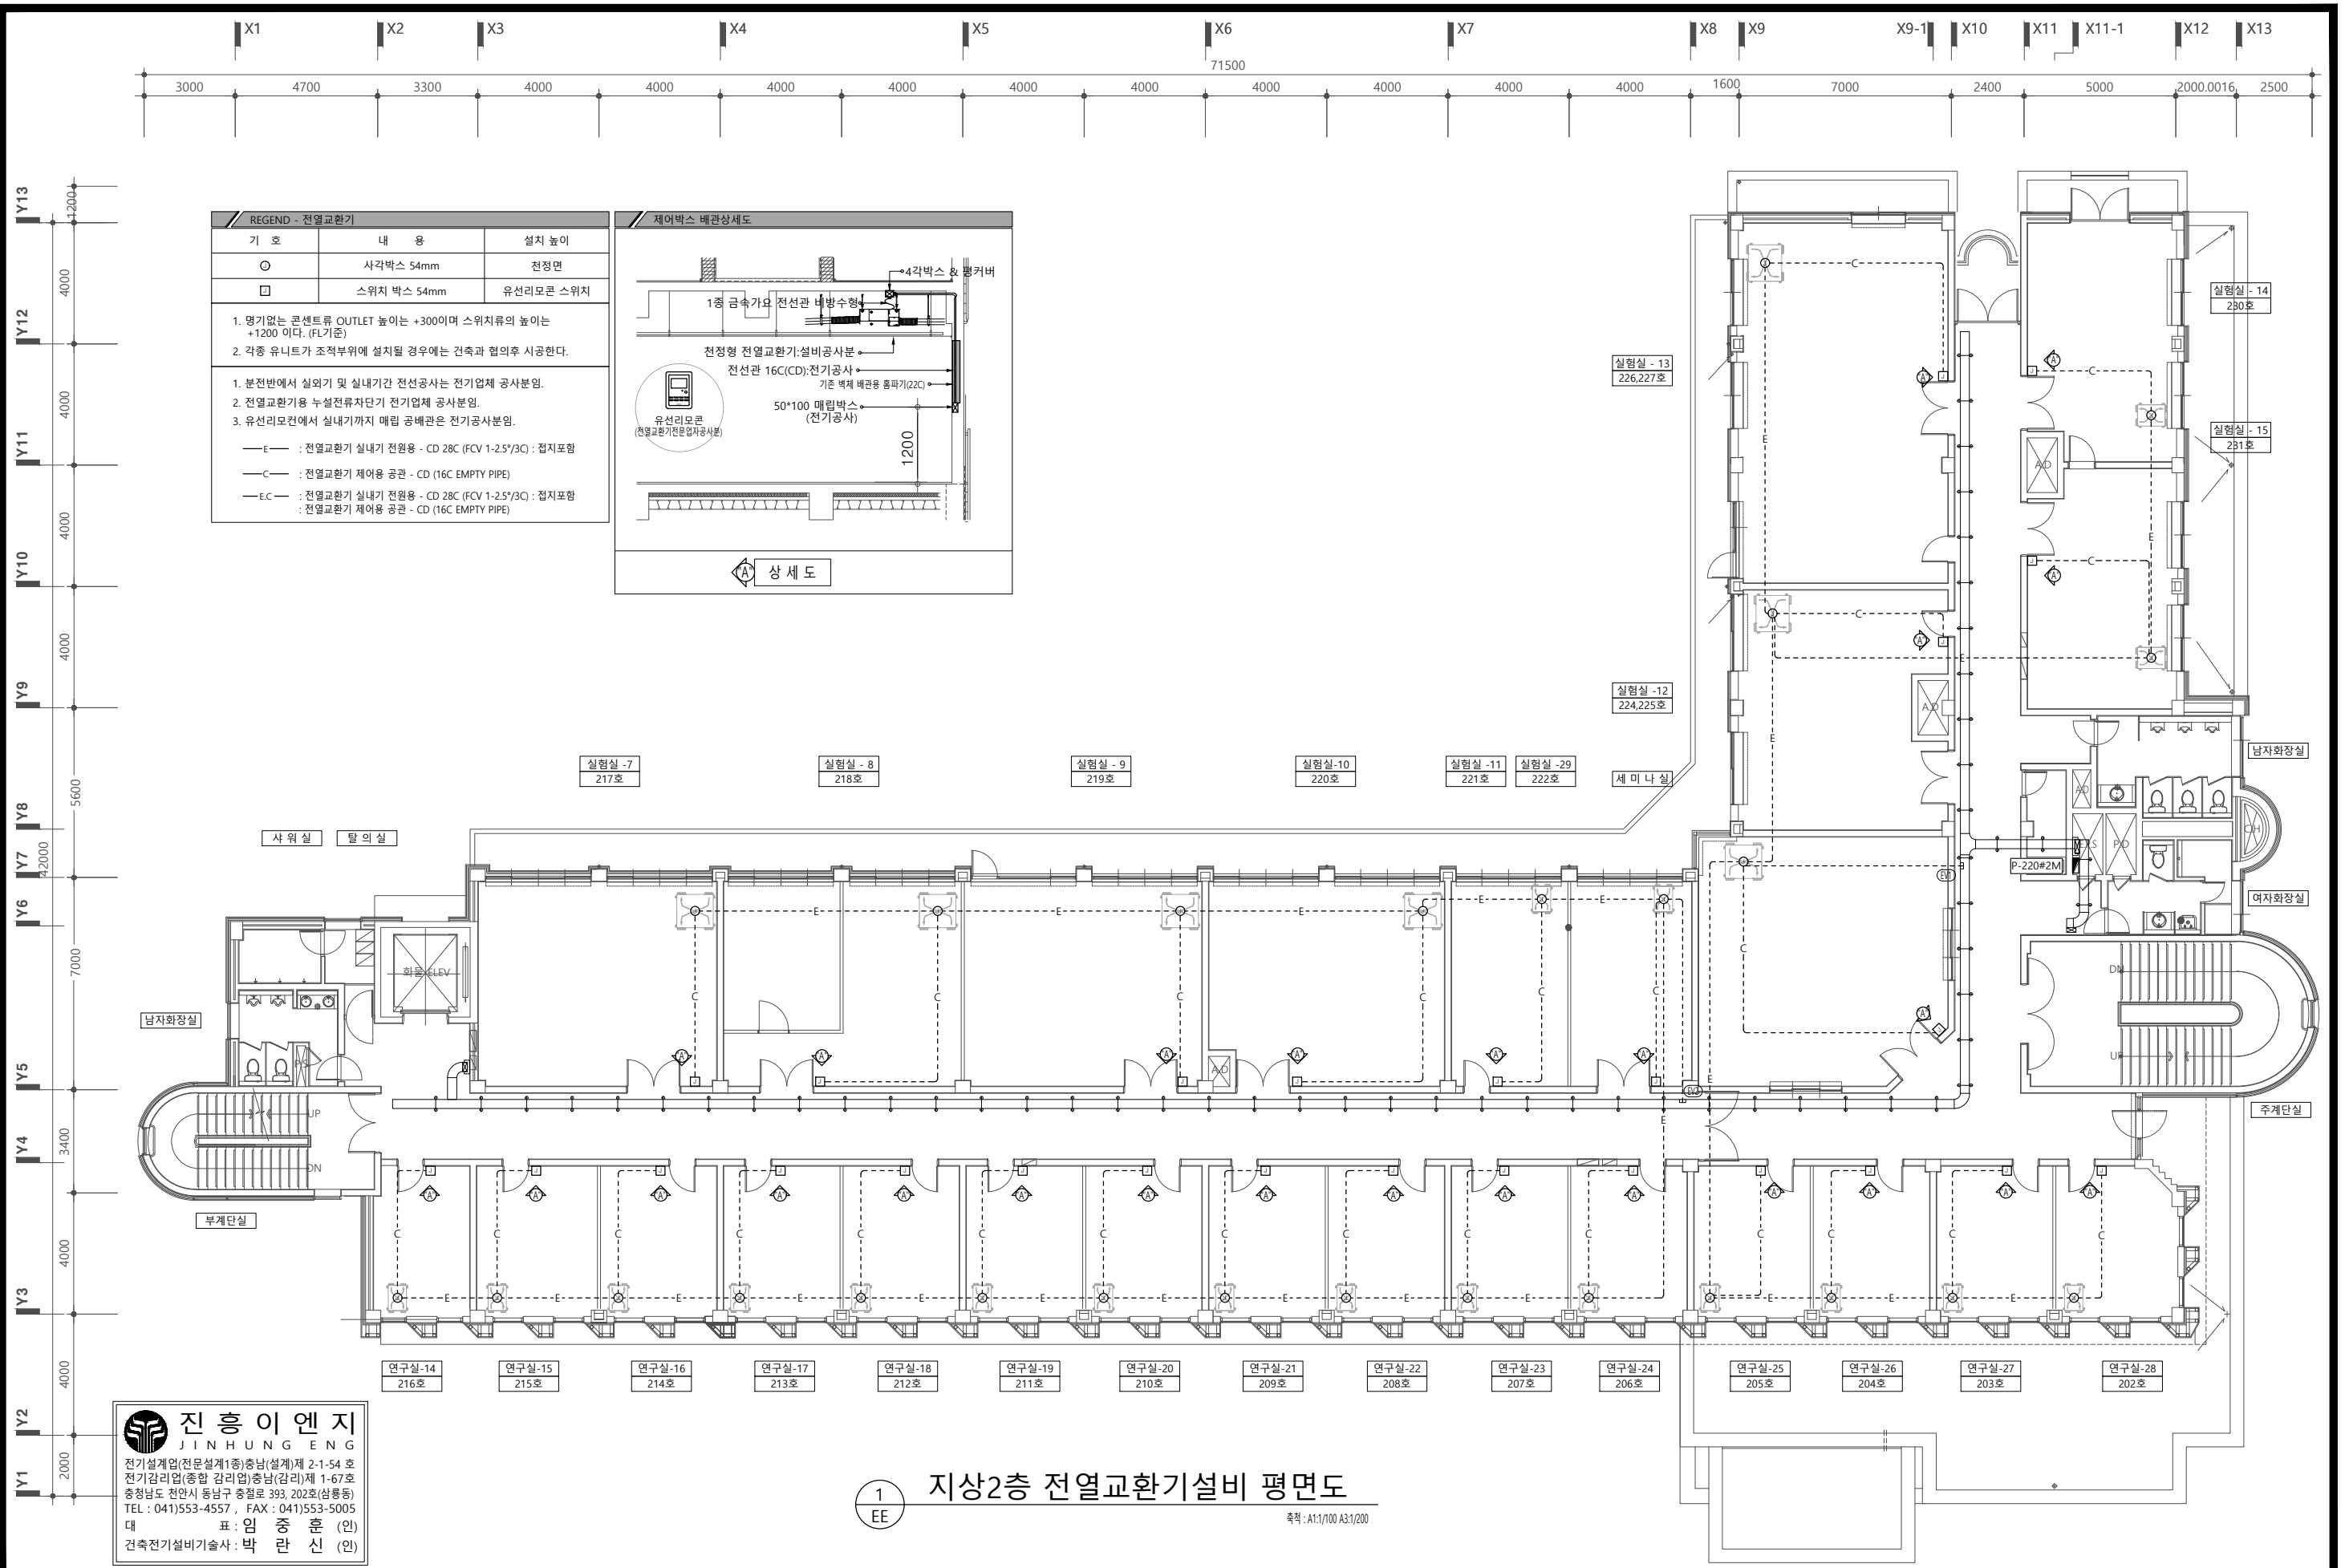 X1 X2 X3 X4 X5 X6 X7 X8 X9 X9-1 X10 X11 X11-1 X12 X13
71500
3000 4700 3300 4000 4000 4000 4000 4000 4000 4000 4000 4000 4000 1600 7000 2400 5000 2000.0016 2500
Y13
1200
4000
Y12
4000
Y11
4000
Y10
4000
Y9
5600
Y8
42000
Y7
Y6
7000
Y5
3400
Y4
4000
Y3
4000
Y2
2000
Y1
REGEND - 전열교환기
기 호 내 용 설치 높이
J 사각박스 54mm 천정면
J 스위치 박스 54mm 유선리모콘 스위치
1. 명기없는 콘센트류 OUTLET 높이는 +300이며 스위치류의 높이는
+1200 이다. (FL기준)
2. 각종 유니트가 조적부위에 설치될 경우에는 건축과 협의후 시공한다.
1. 분전반에서 실외기 및 실내기간 전선공사는 전기업체 공사분임.
2. 전열교환기용 누설전류차단기 전기업체 공사분임.
3. 유선리모컨에서 실내기까지 매립 공배관은 전기공사분임.
E : 전열교환기 실내기 전원용 - CD 28C (FCV 1-2.5°/3C) : 접지포함
C : 전열교환기 제어용 공관 - CD (16C EMPTY PIPE)
E.C : 전열교환기 실내기 전원용 - CD 28C (FCV 1-2.5°/3C) : 접지포함
: 전열교환기 제어용 공관 - CD (16C EMPTY PIPE)
제어박스 배관상세도
4각박스 & 평커버
1종 금속가요 전선관 비방수형
천정형 전열교환기:설비공사분
전선관 16C(CD):전기공사
기존 벽체 배관용 홈파기(22C)
50*100 매립박스
(전기공사)
유선리모콘
(전열교환기전문업자공사분)
1200
"A" 상 세 도
실험실 - 14
230호
실험실 - 13
226,227호
실험실 - 15
231호
실험실 -12
224,225호
실험실 -7
217호
실험실 - 8
218호
실험실 - 9
219호
실험실-10
220호
실험실 -11
221호
실험실 -29
222호
세 미 나 실
남자화장실
샤 워 실
탈 의 실
P-220#2M
여자화장실
화물 ELEV
남자화장실
A.D
A.D
A.D
A.D
P.D
P.S
EV1
EV2
DN
UP
UP
DN
주계단실
부계단실
연구실-14
216호
연구실-15
215호
연구실-16
214호
연구실-17
213호
연구실-18
212호
연구실-19
211호
연구실-20
210호
연구실-21
209호
연구실-22
208호
연구실-23
207호
연구실-24
206호
연구실-25
205호
연구실-26
204호
연구실-27
203호
연구실-28
202호
진 흥 이 엔 지
JINHUNG ENG
전기설계업(전문설계1종)충남(설계)제 2-1-54 호
전기감리업(종합 감리업)충남(감리)제 1-67호
충청남도 천안시 동남구 충절로 393, 202호(삼룡동)
TEL : 041)553-4557 , FAX : 041)553-5005
대 표 : 임 중 훈 (인)
건축전기설비기술사 : 박 란 신 (인)
1
EE
지상2층 전열교환기설비 평면도
축척 : A1:1/100 A3:1/200